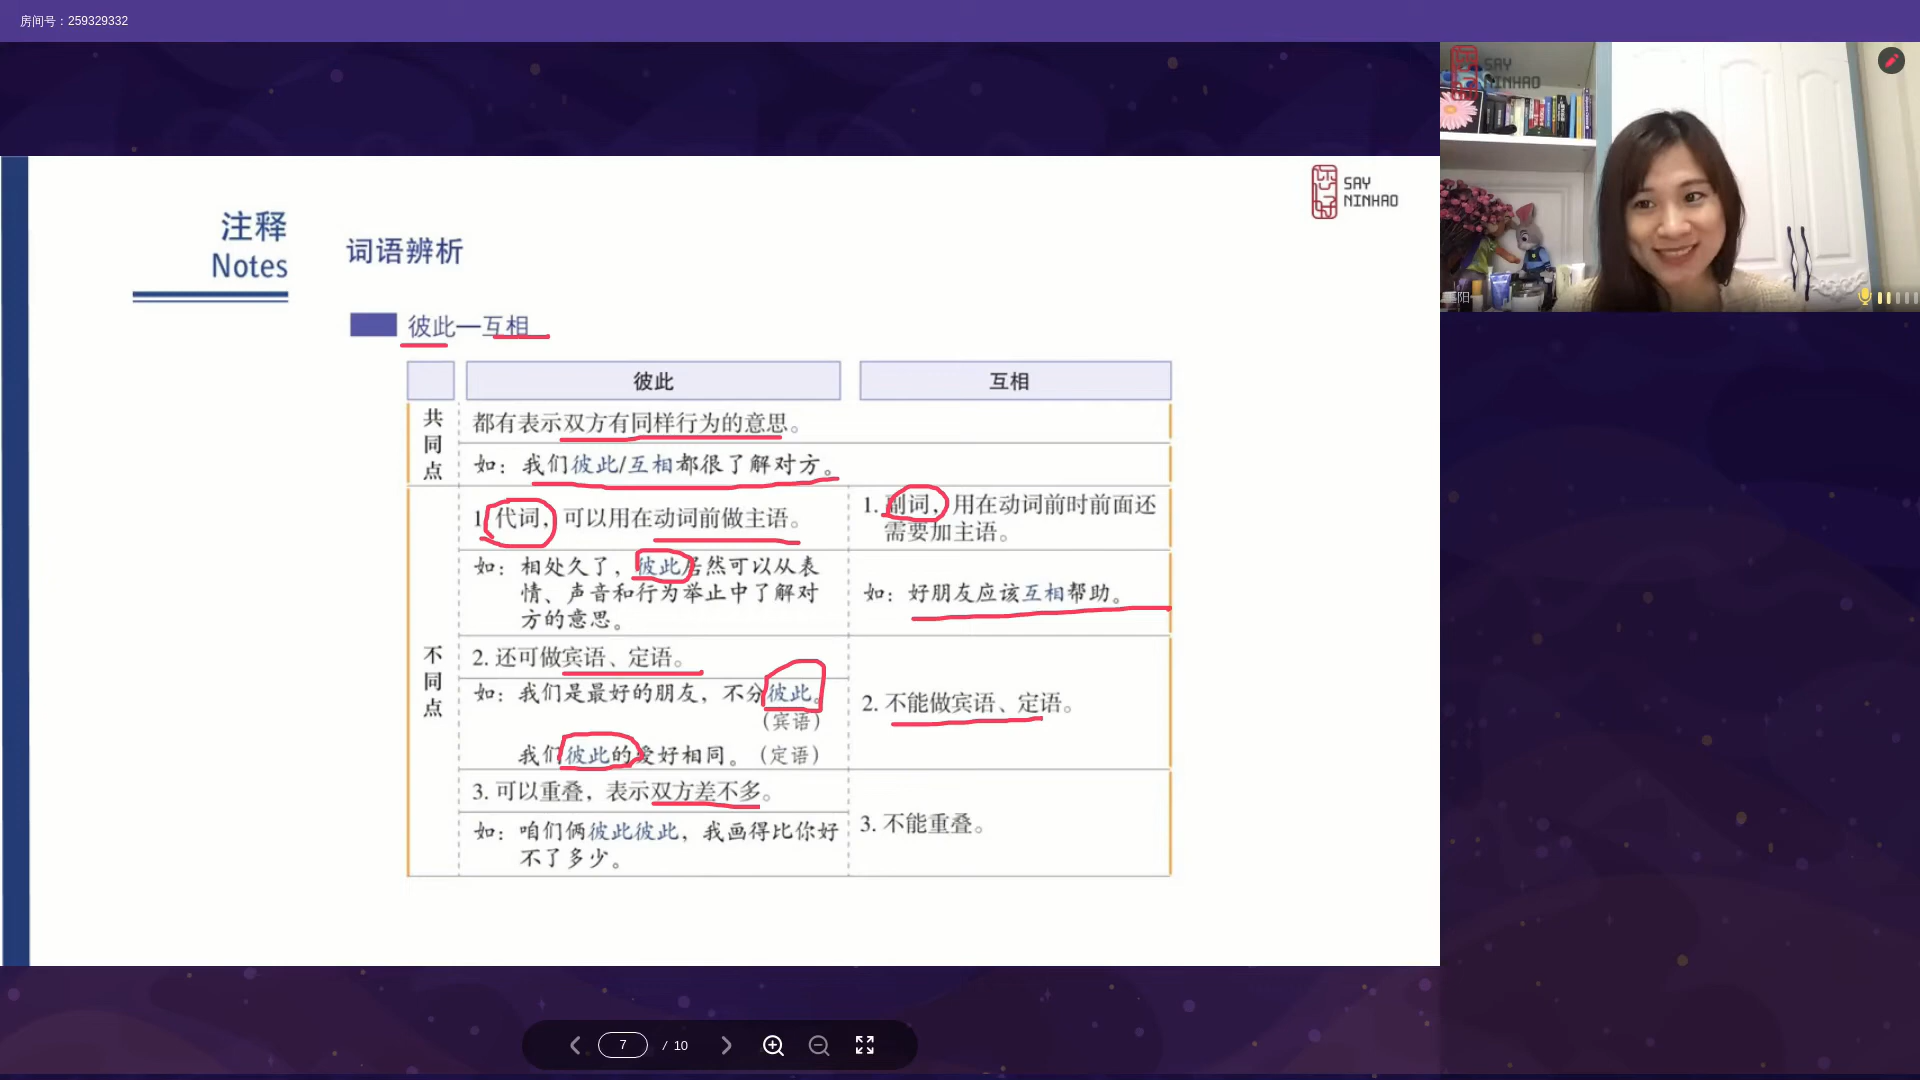 房间号：259329332
SAY
NINHAO
SAY
NINHAO
注释
Notes
词语辨析
彼此—互相
彼此
互相
共同点
都有表示双方有同样行为的意思。
如：我们彼此/互相都很了解对方。
不同点
1. 代词，可以用在动词前做主语。
1. 副词，用在动词前时前面还
需要加主语。
如：相处久了，彼此居然可以从表
情、声音和行为举止中了解对
方的意思。
如：好朋友应该互相帮助。
2. 还可做宾语、定语。
如：我们是最好的朋友，不分彼此。
（宾语）
我们彼此的爱好相同。（定语）
2. 不能做宾语、定语。
3. 可以重叠，表示双方差不多。
如：咱们俩彼此彼此，我画得比你好
不了多少。
3. 不能重叠。
7 / 10